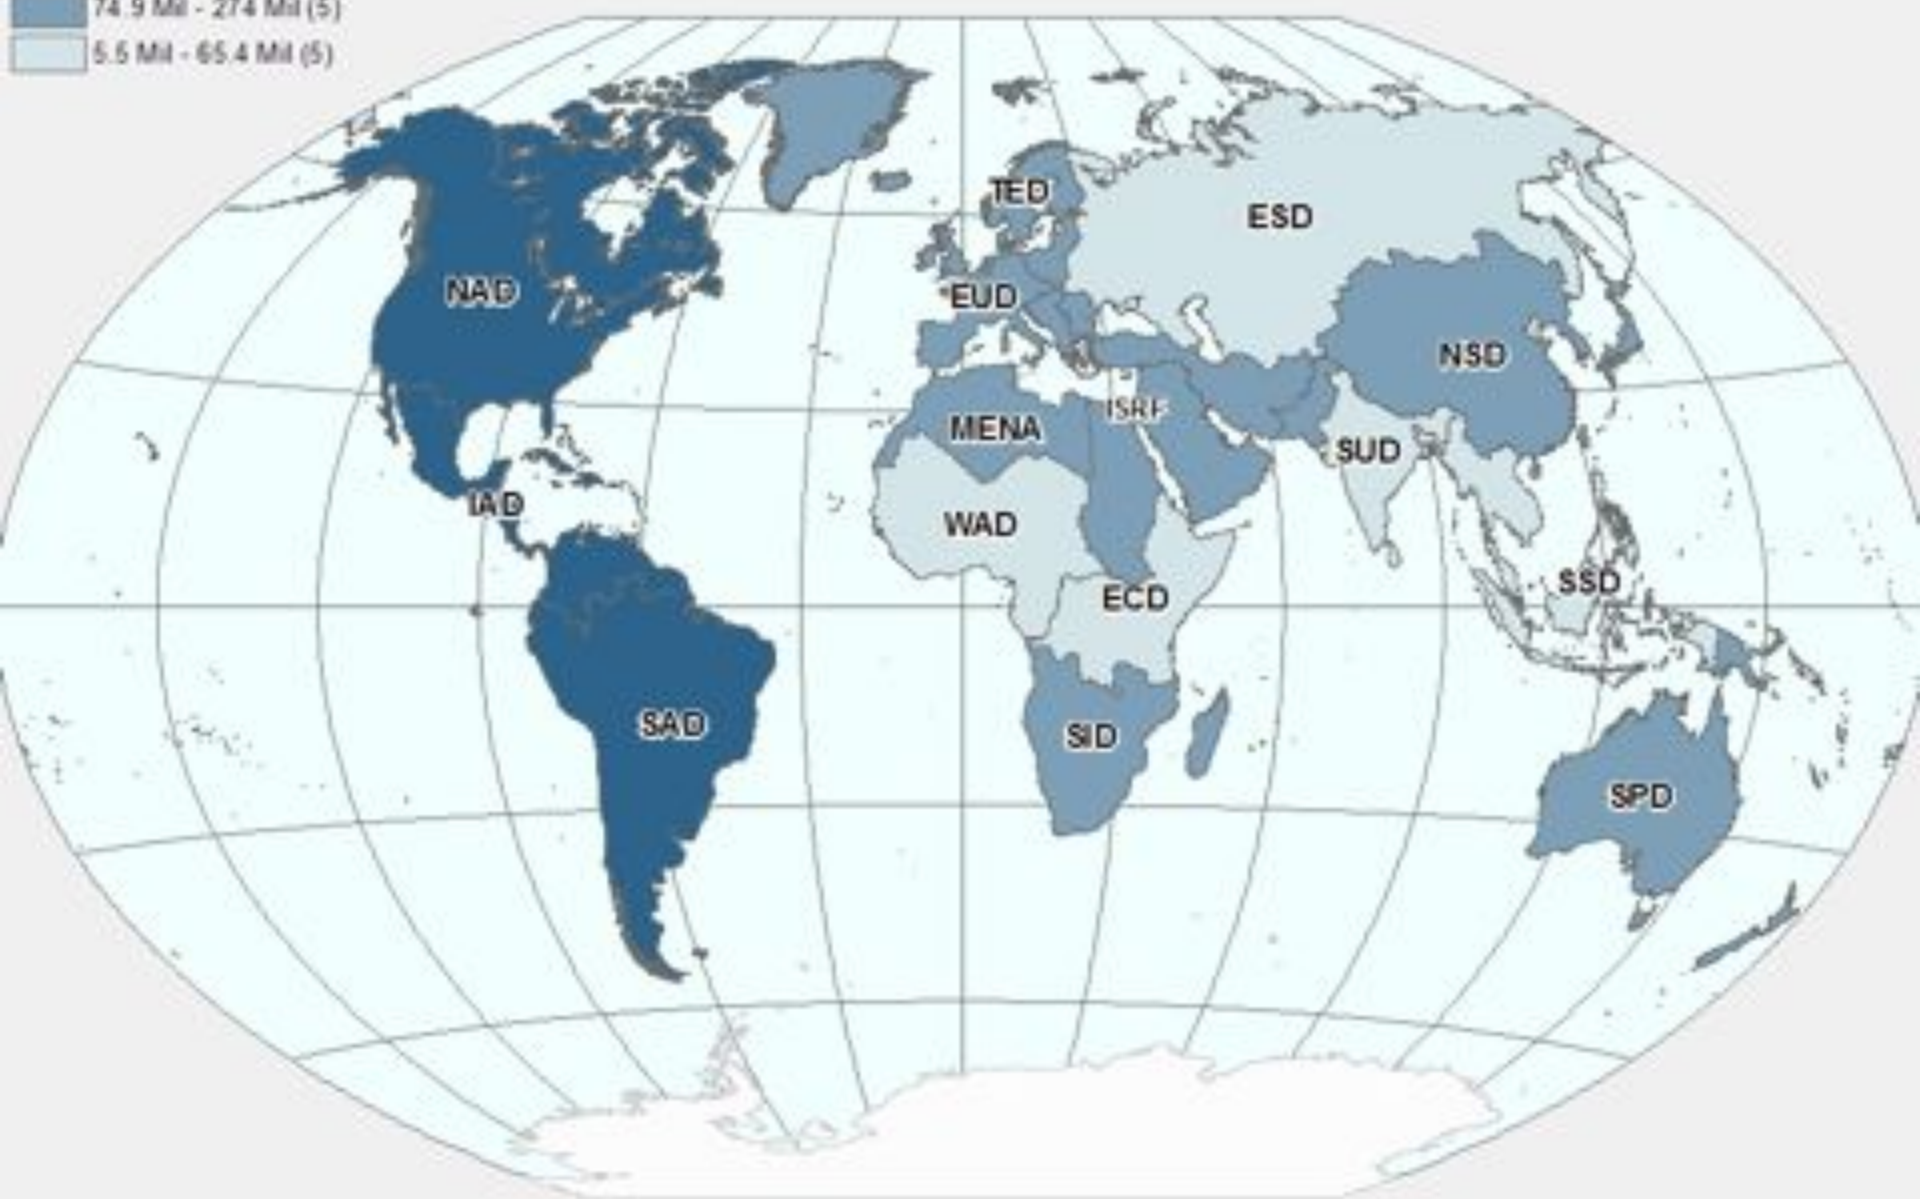 74.9 Mil - 274 Mil (5)
5.5 Mil - 65.4 Mil (5)
TED
ESD
NAD
EUD
NSD
ISRF
MENA
SUD
IAD
WAD
SSD
ECD
SAD
SID
SPD